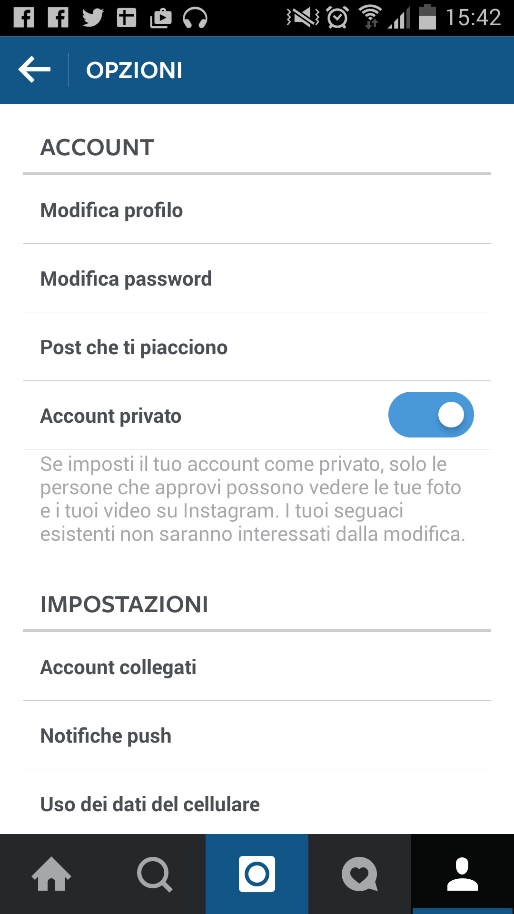 15:42
OPZIONI
ACCOUNT
Modifica profilo
Modifica password
Post che ti piacciono
Account privato
Se imposti il tuo account come privato, solo le
persone che approvi possono vedere le tue foto
e i tuoi video su Instagram. I tuoi seguaci
esistenti non saranno interessati dalla modifica.
IMPOSTAZIONI
Account collegati
Notifiche push
Uso dei dati del cellulare